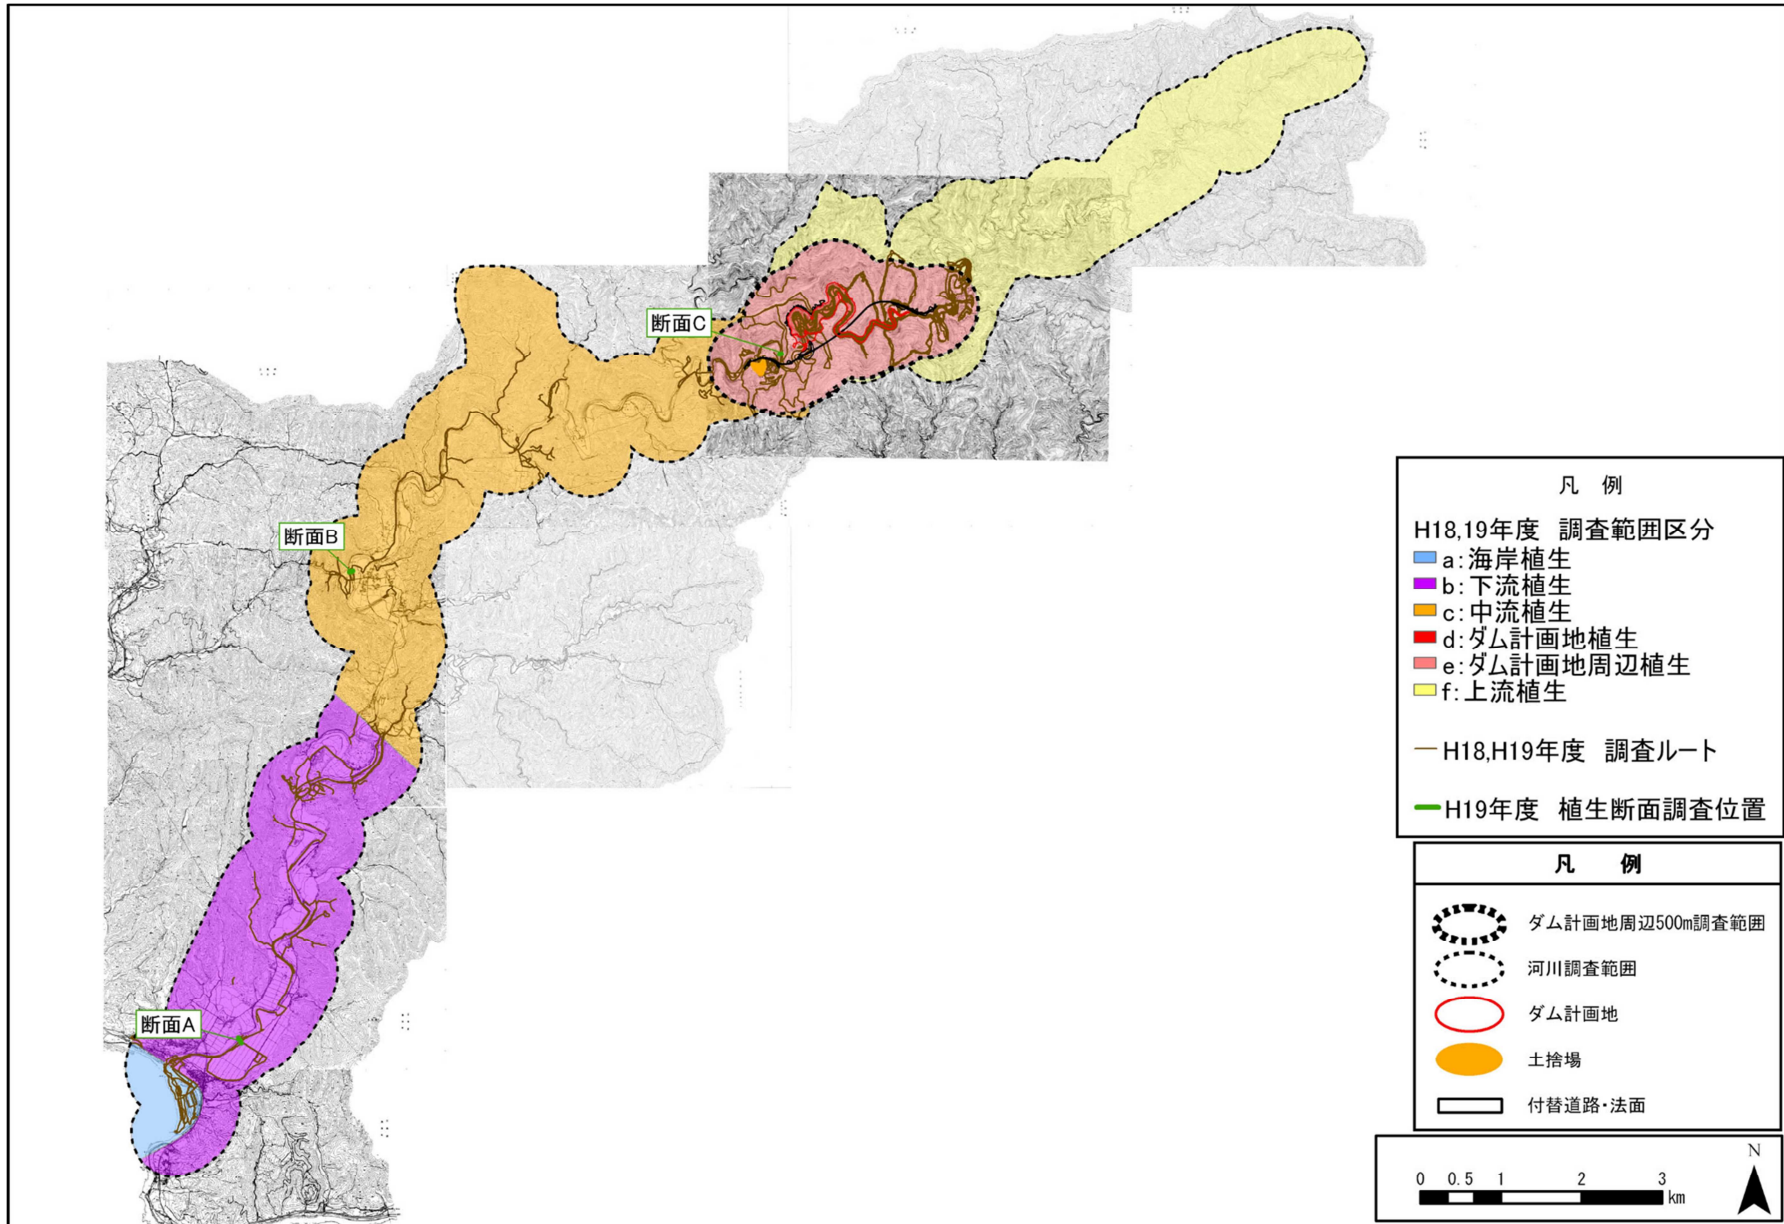 断面C
断面B
断面A
凡 例
H18,19年度 調査範囲区分
a:海岸植生
b:下流植生
c:中流植生
d:ダム計画地植生
e:ダム計画地周辺植生
f:上流植生
H18,H19年度 調査ルート
H19年度 植生断面調査位置
凡 例
ダム計画地周辺500m調査範囲
河川調査範囲
ダム計画地
土捨場
付替道路・法面
N
0 0.5 1 2 3
km